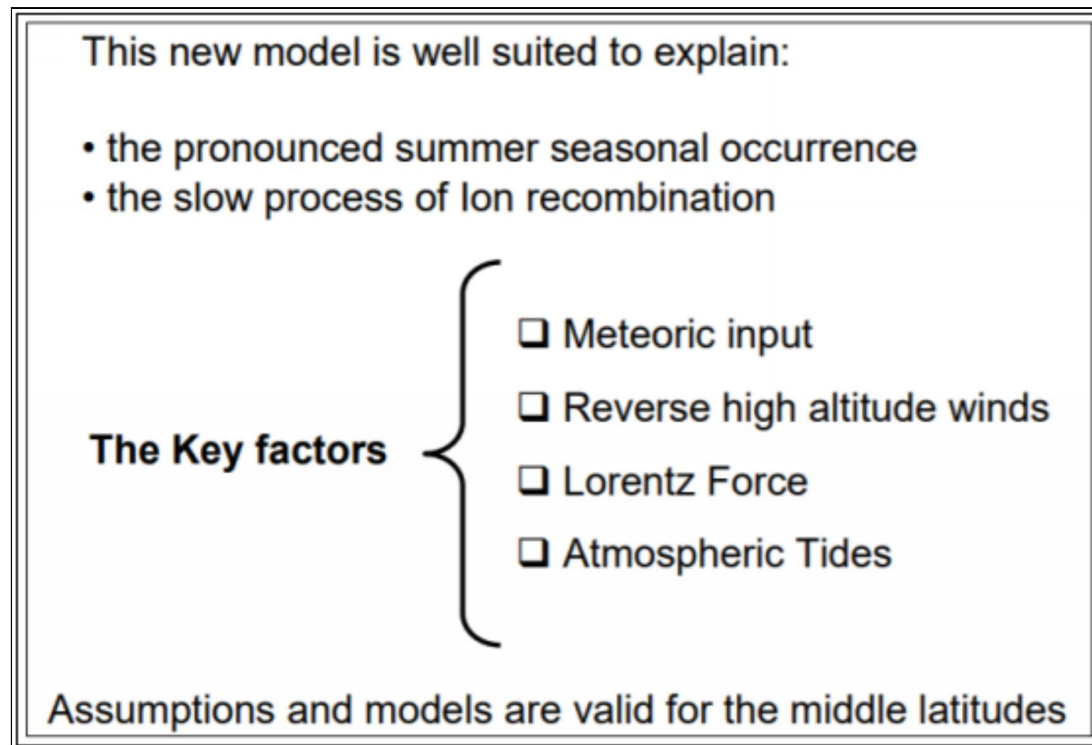 This new model is well suited to explain:
• the pronounced summer seasonal occurrence
• the slow process of Ion recombination
The Key factors
❑ Meteoric input
❑ Reverse high altitude winds
❑ Lorentz Force
❑ Atmospheric Tides
Assumptions and models are valid for the middle latitudes